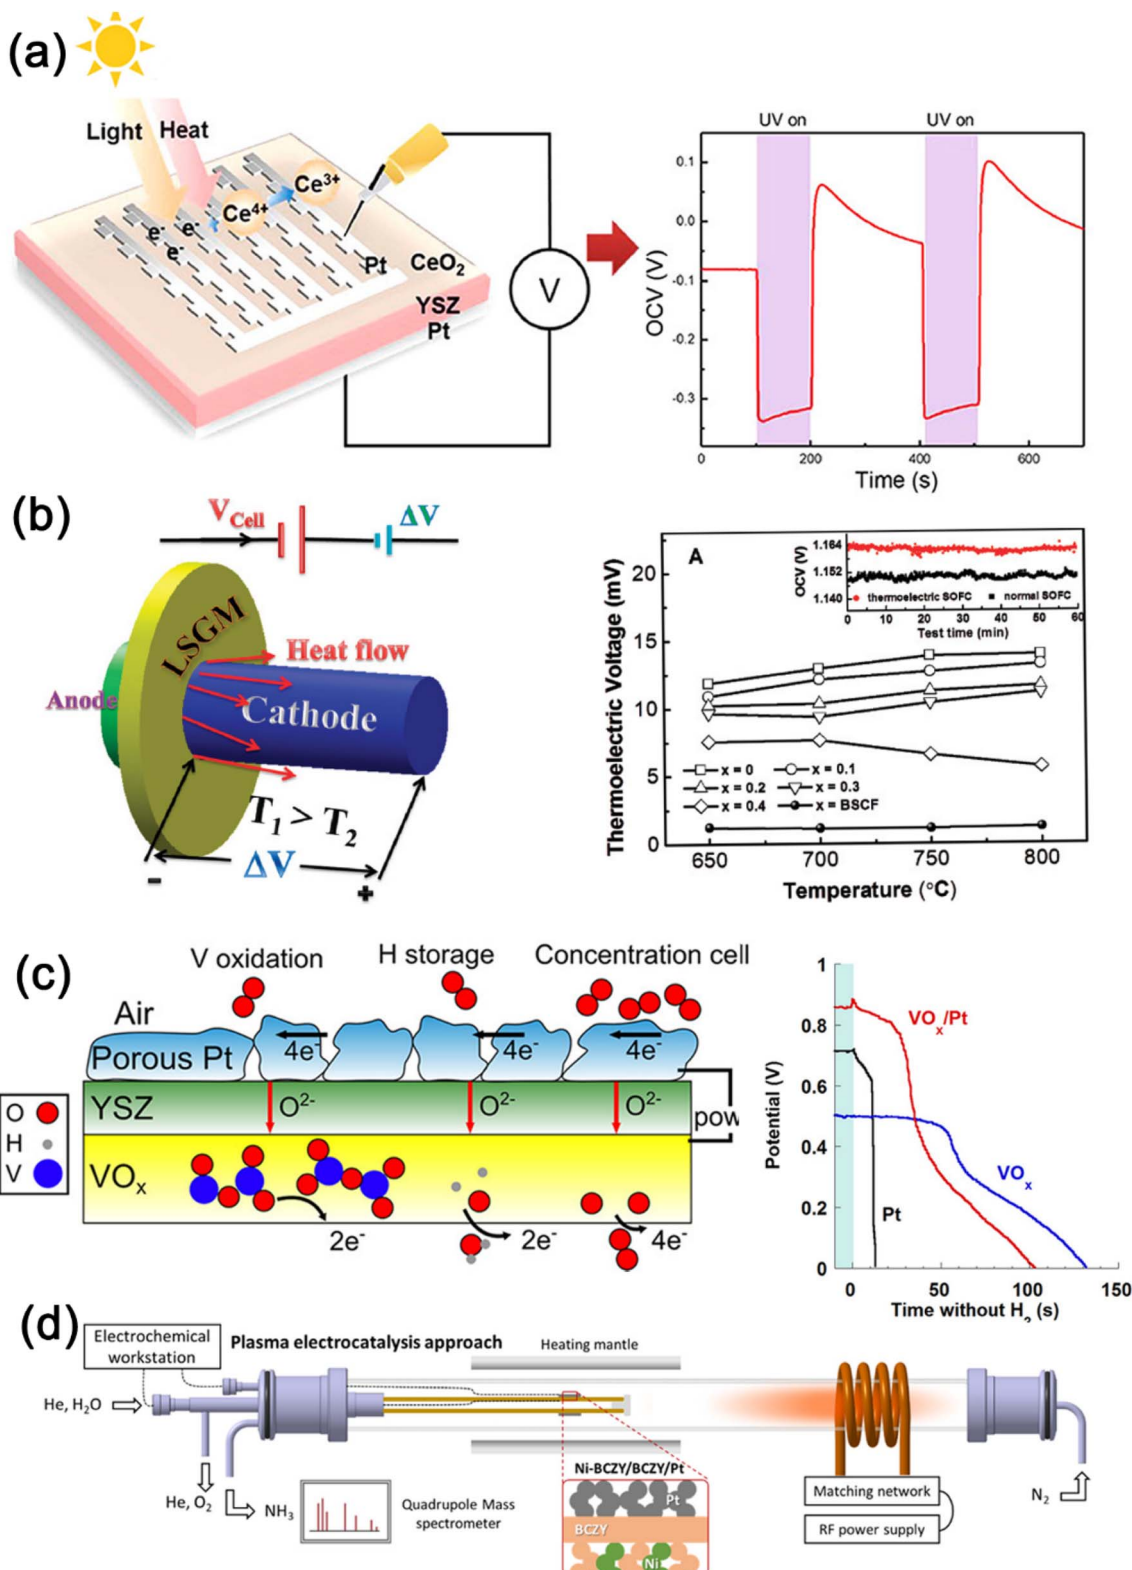 (a)
Light Heat
Ce³⁺
Ce⁴⁺
e⁻ e⁻
e⁻
Pt CeO₂
YSZ
Pt
V
UV on UV on
0.1
0.0
-0.1
-0.2
-0.3
OCV (V)
0 200 400 600
Time (s)
(b)
V_Cell ΔV
LSGM
Heat flow
Anode
Cathode
T₁ > T₂
ΔV
- +
A
1.164
1.152
1.140
OCV (V)
thermoelectric SOFC normal SOFC
0 10 20 30 40 50 60
Test time (min)
20
15
10
5
0
Thermoelectric Voltage (mV)
x = 0 x = 0.1
x = 0.2 x = 0.3
x = 0.4 x = BSCF
650 700 750 800
Temperature (°C)
(c)
V oxidation H storage Concentration cell
Air
Porous Pt 4e⁻ 4e⁻ 4e⁻
YSZ O²⁻ O²⁻ O²⁻
pow
O
H
V
VOₓ
2e⁻ 2e⁻ 4e⁻
1
0.8
0.6
0.4
0.2
0
Potential (V)
VOₓ/Pt
VOₓ
Pt
0 50 100 150
Time without H₂ (s)
(d)
Electrochemical
workstation
Plasma electrocatalysis approach
Heating mantle
He, H2O
He, O₂
NH₃
Quadrupole Mass
spectrometer
Ni-BCZY/BCZY/Pt
Pt
BCZY
Ni
Matching network
RF power supply
N₂